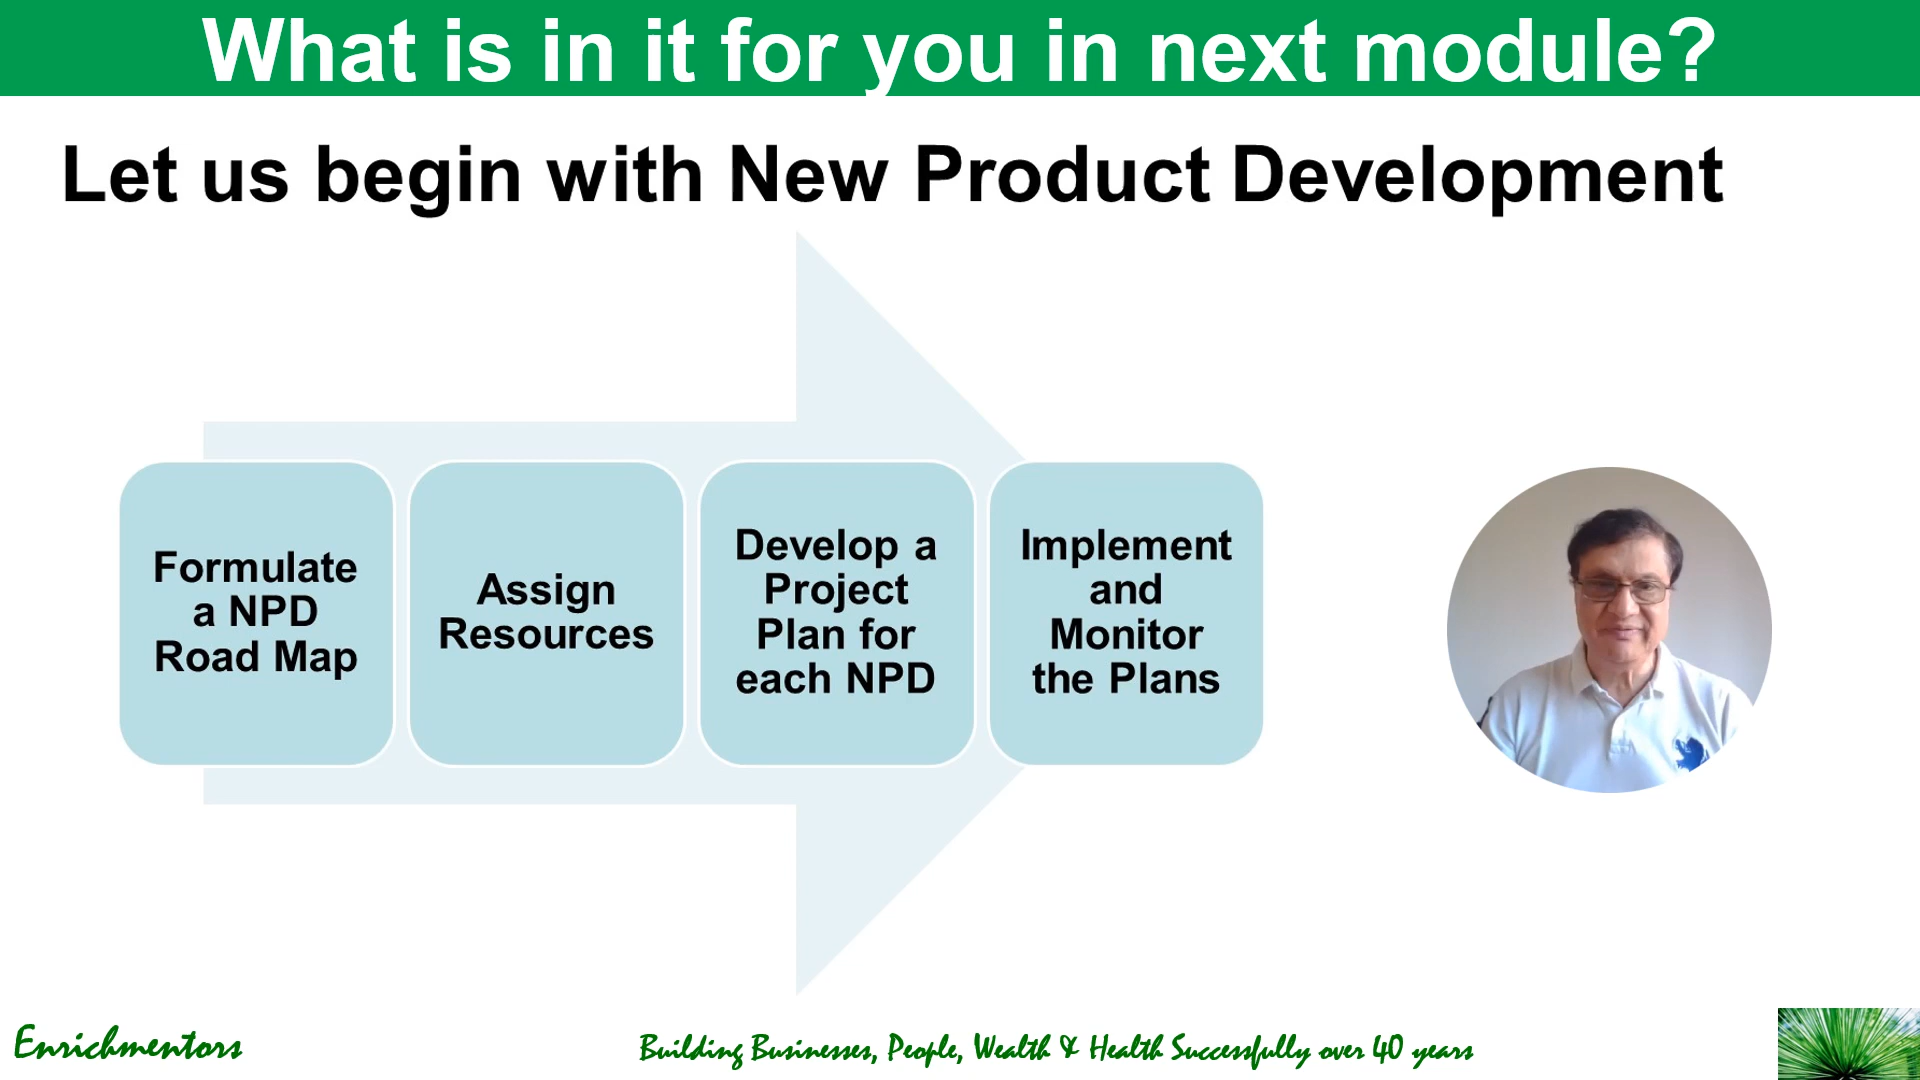 What is in it for you in next module?
Let us begin with New Product Development
Formulate
a NPD
Road Map
Assign
Resources
Develop a
Project
Plan for
each NPD
Implement
and
Monitor
the Plans
Enrichmentors
Building Businesses, People, Wealth & Health Successfully over 40 years